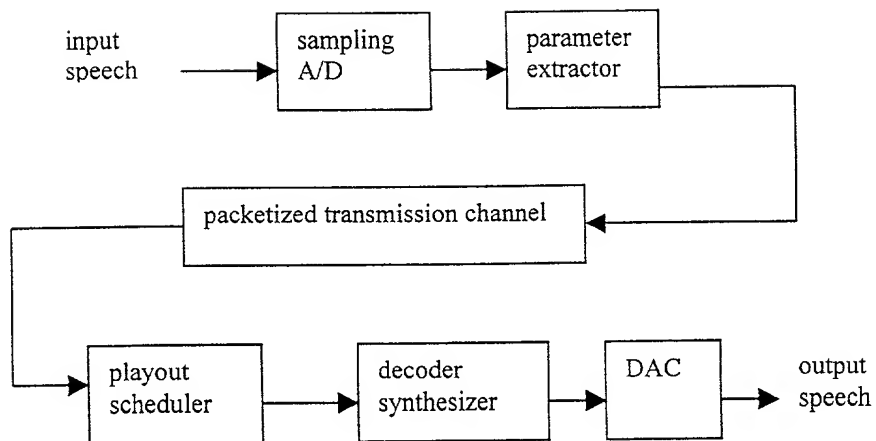 input
speech
sampling
A/D
parameter
extractor
packetized transmission channel
playout
scheduler
decoder
synthesizer
DAC
output
speech